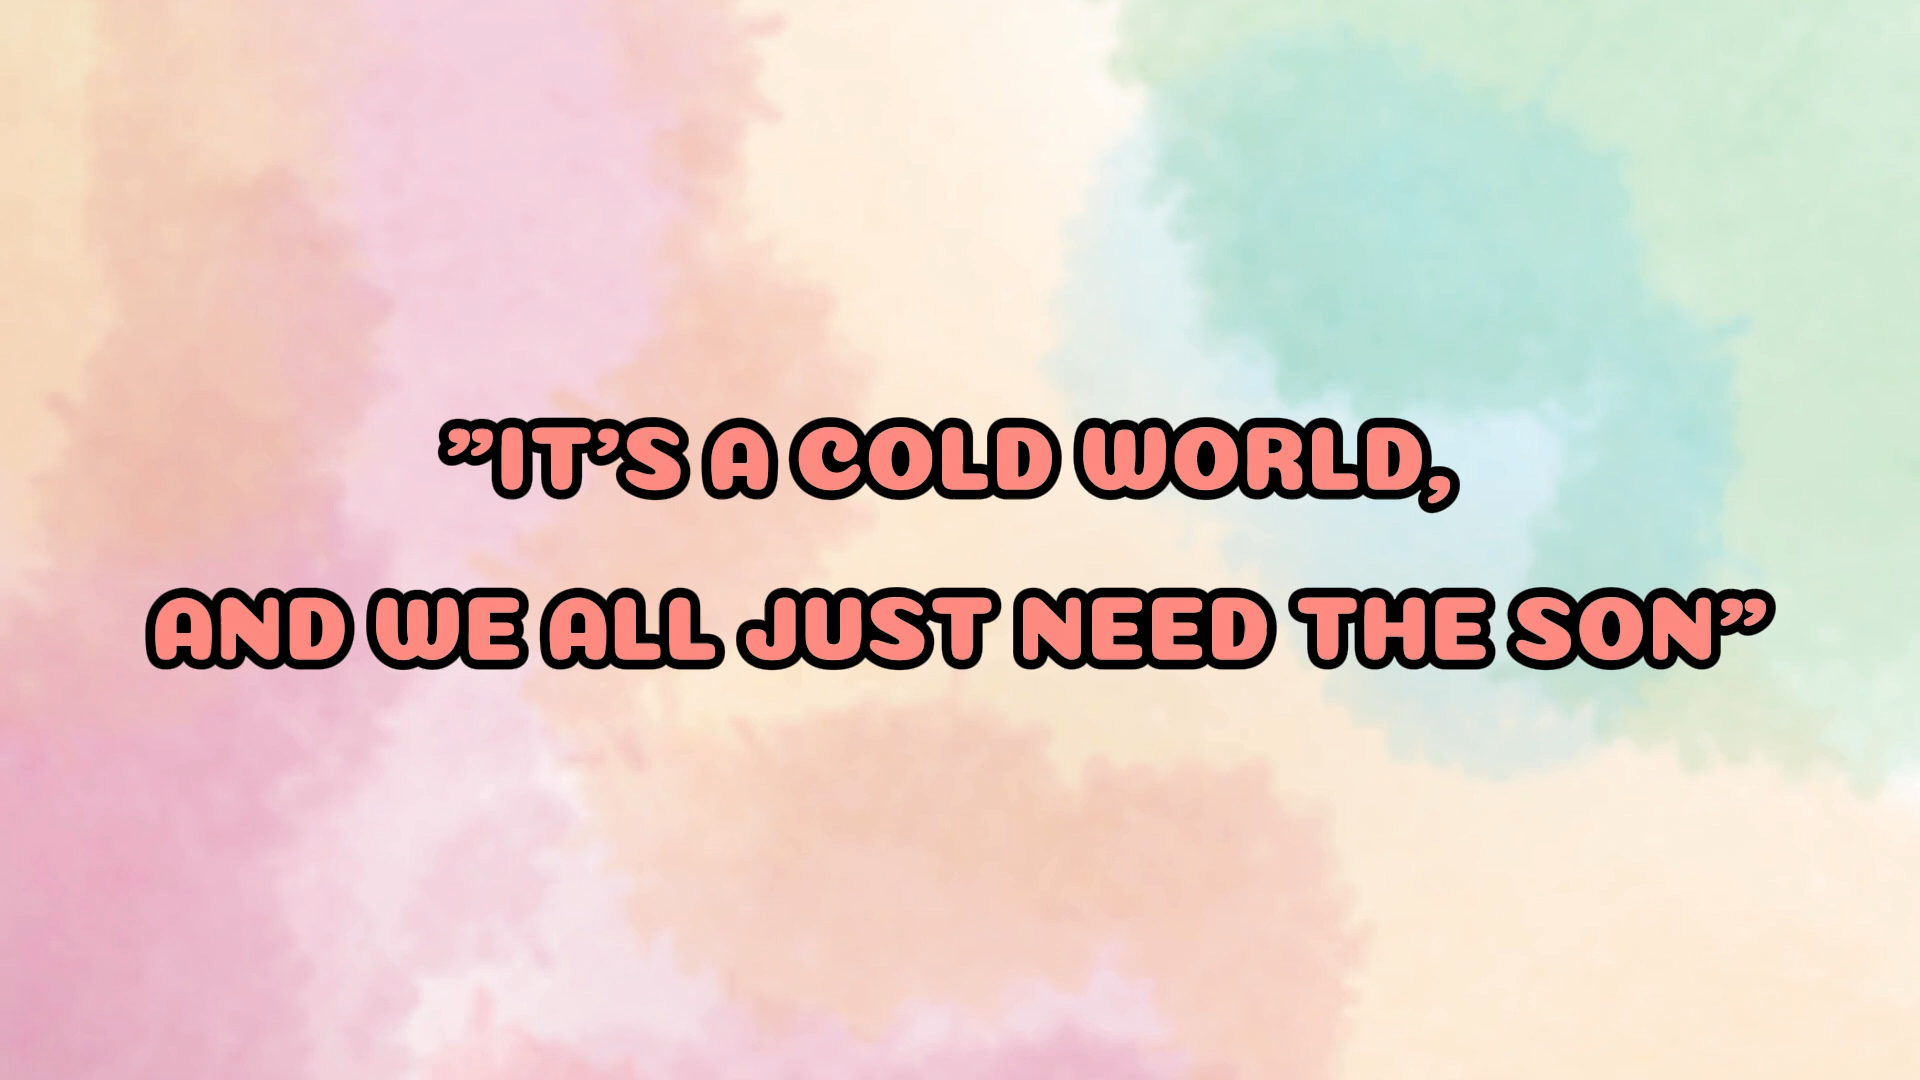 ”IT’S A COLD WORLD,
AND WE ALL JUST NEED THE SON”